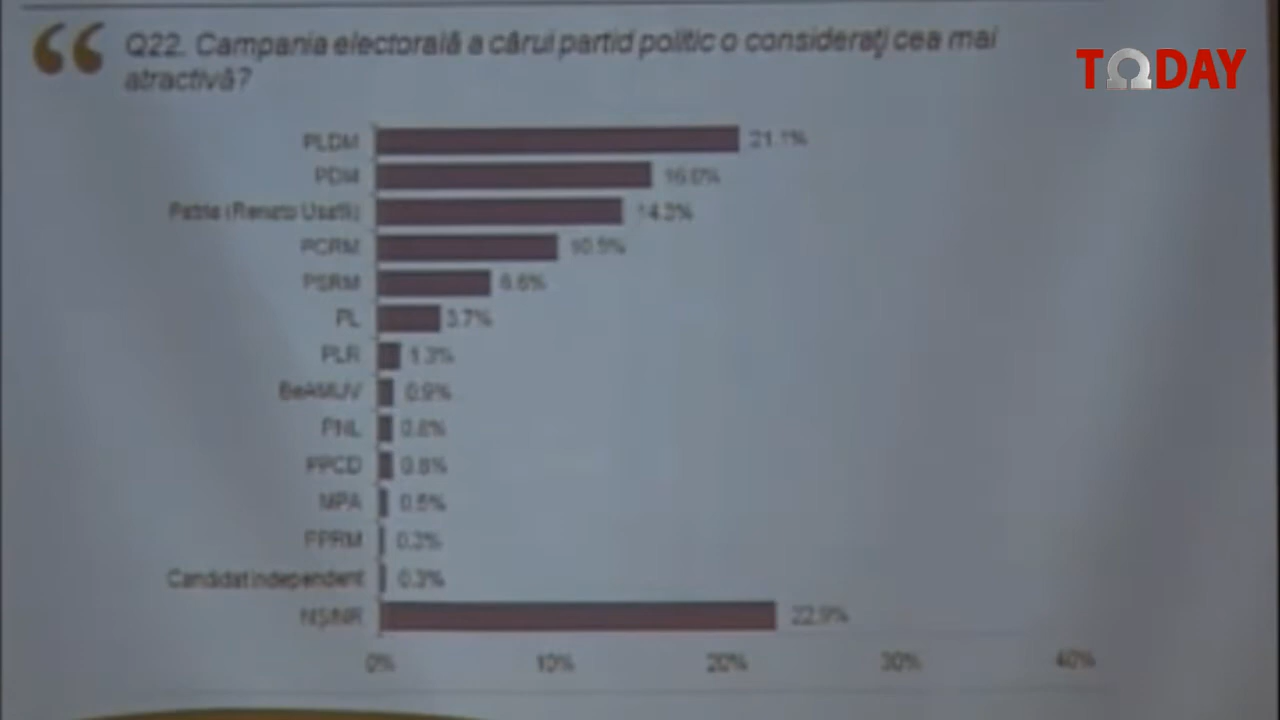 Q22. Campania electorală a cărui partid politic o consideraţi cea mai
atractivă?
TODAY
PLDM 21.1%
PDM 16.0%
Patria (Renato Usatîi) 14.3%
PCRM 10.5%
PSRM 6.6%
PL 3.7%
PLR 1.3%
BeAMUV 0.9%
PNL 0.8%
PPCD 0.8%
MPA 0.5%
PPRM 0.3%
Candidat independent 0.3%
NȘ/NR 22.9%
0% 10% 20% 30% 40%